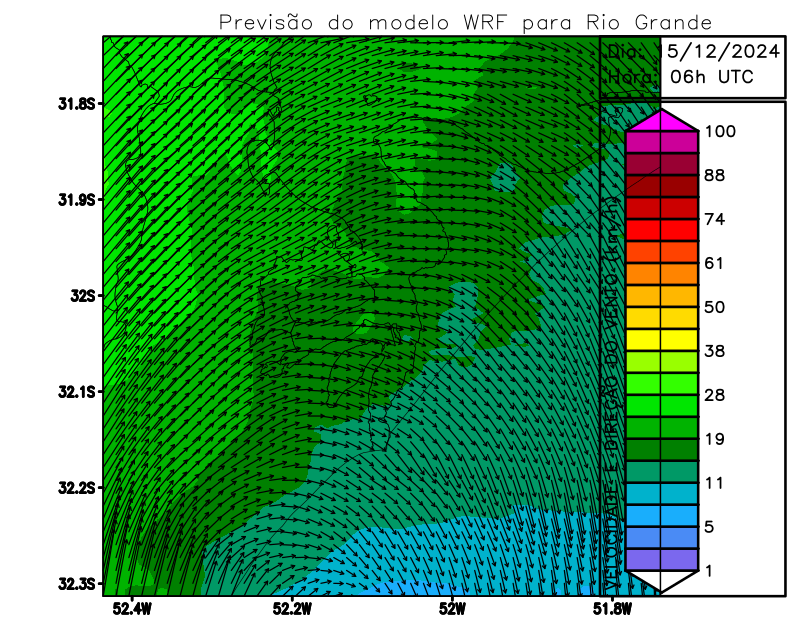 Previsão do modelo WRF para Rio Grande
Dia: 15/12/2024
Hora: 06h UTC
31.8S
31.9S
32S
32.1S
32.2S
32.3S
52.4W
52.2W
52W
51.8W
VELOCIDADE E DIREÇÃO DO VENTO (km/h)
100
88
74
61
50
38
28
19
11
5
1